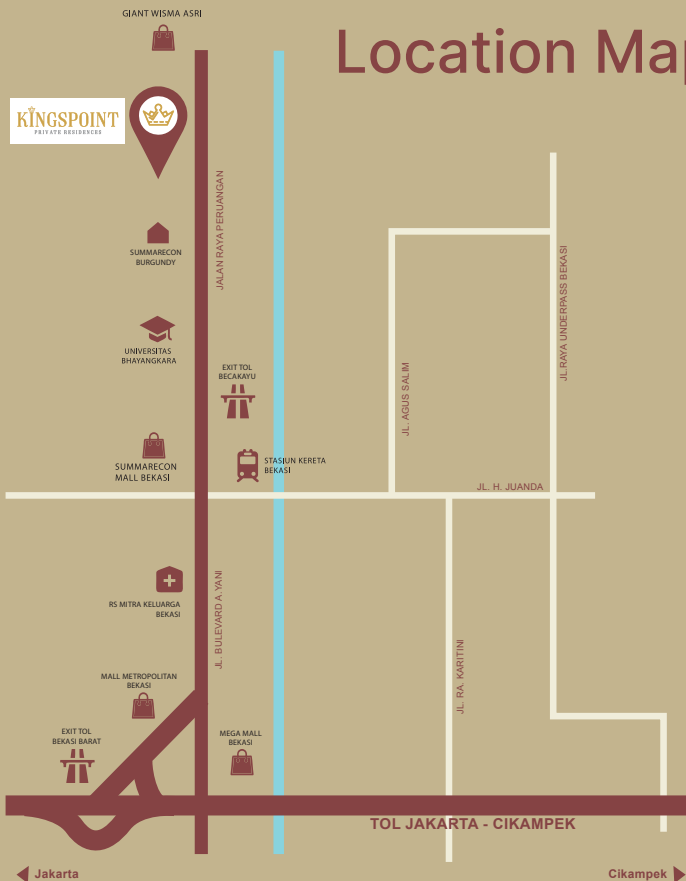 GIANT WISMA ASRI
Location Map
KINGSPOINT
PRIVATE RESIDENCES
JALAN RAYA PERUANGAN
SUMMARECON
BURGUNDY
JL.RAYA UNDERPASS BEKASI
UNIVERSITAS
BHAYANGKARA
EXIT TOL
BECAKAYU
JL. AGUS SALIM
SUMMARECON
MALL BEKASI
STASIUN KERETA
BEKASI
JL. H. JUANDA
RS MITRA KELUARGA
BEKASI
JL. BULEVARD A.YANI
JL. RA. KARITINI
MALL METROPOLITAN
BEKASI
EXIT TOL
BEKASI BARAT
MEGA MALL
BEKASI
TOL JAKARTA - CIKAMPEK
Jakarta
Cikampek